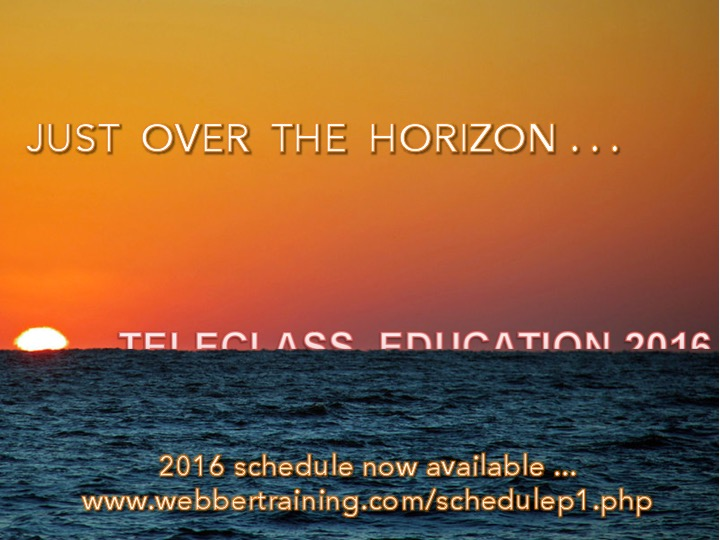 JUST OVER THE HORIZON . . .
TELECLASS EDUCATION 2016
2016 schedule now available ...
www.webbertraining.com/schedulep1.php